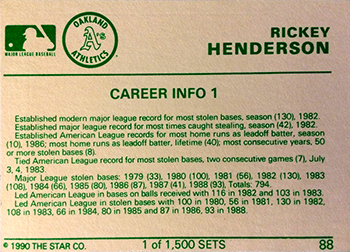 MAJOR LEAGUE BASEBALL
OAKLAND
A's
ATHLETICS
RICKEY
HENDERSON
CAREER INFO 1
Established modern major league record for most stolen bases, season (130), 1982.
Established major league record for most times caught stealing, season (42), 1982.
Established American League records for most home runs as leadoff batter, season
(10), 1986; most home runs as leadoff batter, lifetime (40); most consecutive years, 50
or more stolen bases (8).
Tied American League record for most stolen bases, two consecutive games (7), July
3, 4, 1983.
Major League stolen bases: 1979 (33), 1980 (100), 1981 (56), 1982 (130), 1983
(108), 1984 (66), 1985 (80), 1986 (87), 1987 (41), 1988 (93), Totals: 794.
Led American League in bases on balls received with 116 in 1982 and 103 in 1983.
Led American League in stolen bases with 100 in 1980, 56 in 1981, 130 in 1982,
108 in 1983, 66 in 1984, 80 in 1985 and 87 in 1986, 93 in 1988.
© 1990 THE STAR CO.
1 of 1,500 SETS
88